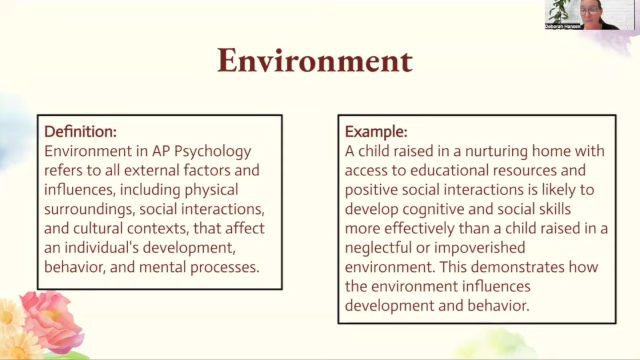 Deborah Hansen
Environment
Definition:
Environment in AP Psychology
refers to all external factors and
influences, including physical
surroundings, social interactions,
and cultural contexts, that affect
an individual's development,
behavior, and mental processes.
Example:
A child raised in a nurturing home with
access to educational resources and
positive social interactions is likely to
develop cognitive and social skills
more effectively than a child raised in a
neglectful or impoverished
environment. This demonstrates how
the environment influences
development and behavior.